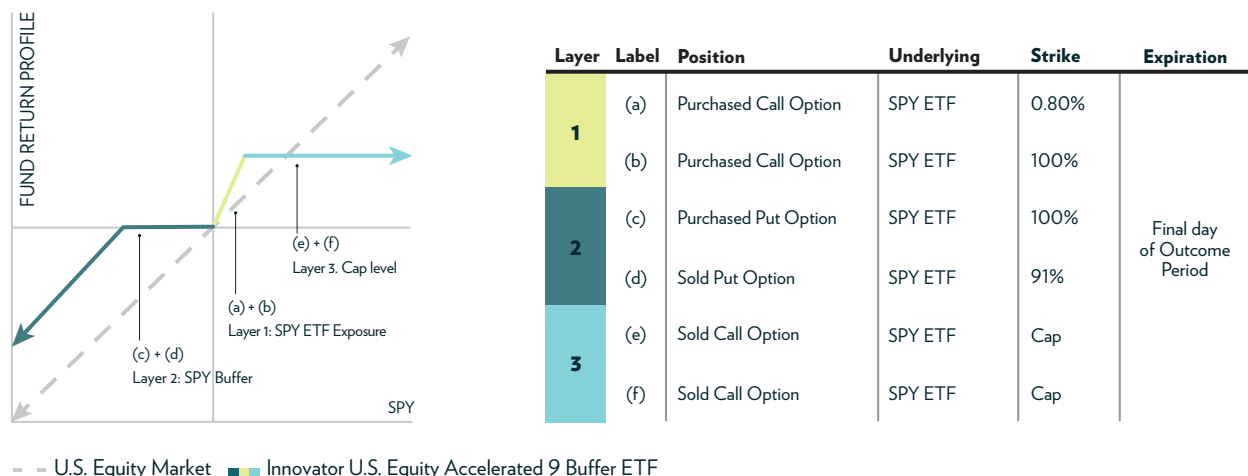 FUND RETURN PROFILE
(e) + (f)
Layer 3. Cap level
(a) + (b)
Layer 1: SPY ETF Exposure
(c) + (d)
Layer 2: SPY Buffer
SPY
Layer Label Position Underlying Strike Expiration
1
(a) Purchased Call Option SPY ETF 0.80%
(b) Purchased Call Option SPY ETF 100%
2
(c) Purchased Put Option SPY ETF 100%
(d) Sold Put Option SPY ETF 91%
3
(e) Sold Call Option SPY ETF Cap
(f) Sold Call Option SPY ETF Cap
Final day
of Outcome
Period
U.S. Equity Market Innovator U.S. Equity Accelerated 9 Buffer ETF